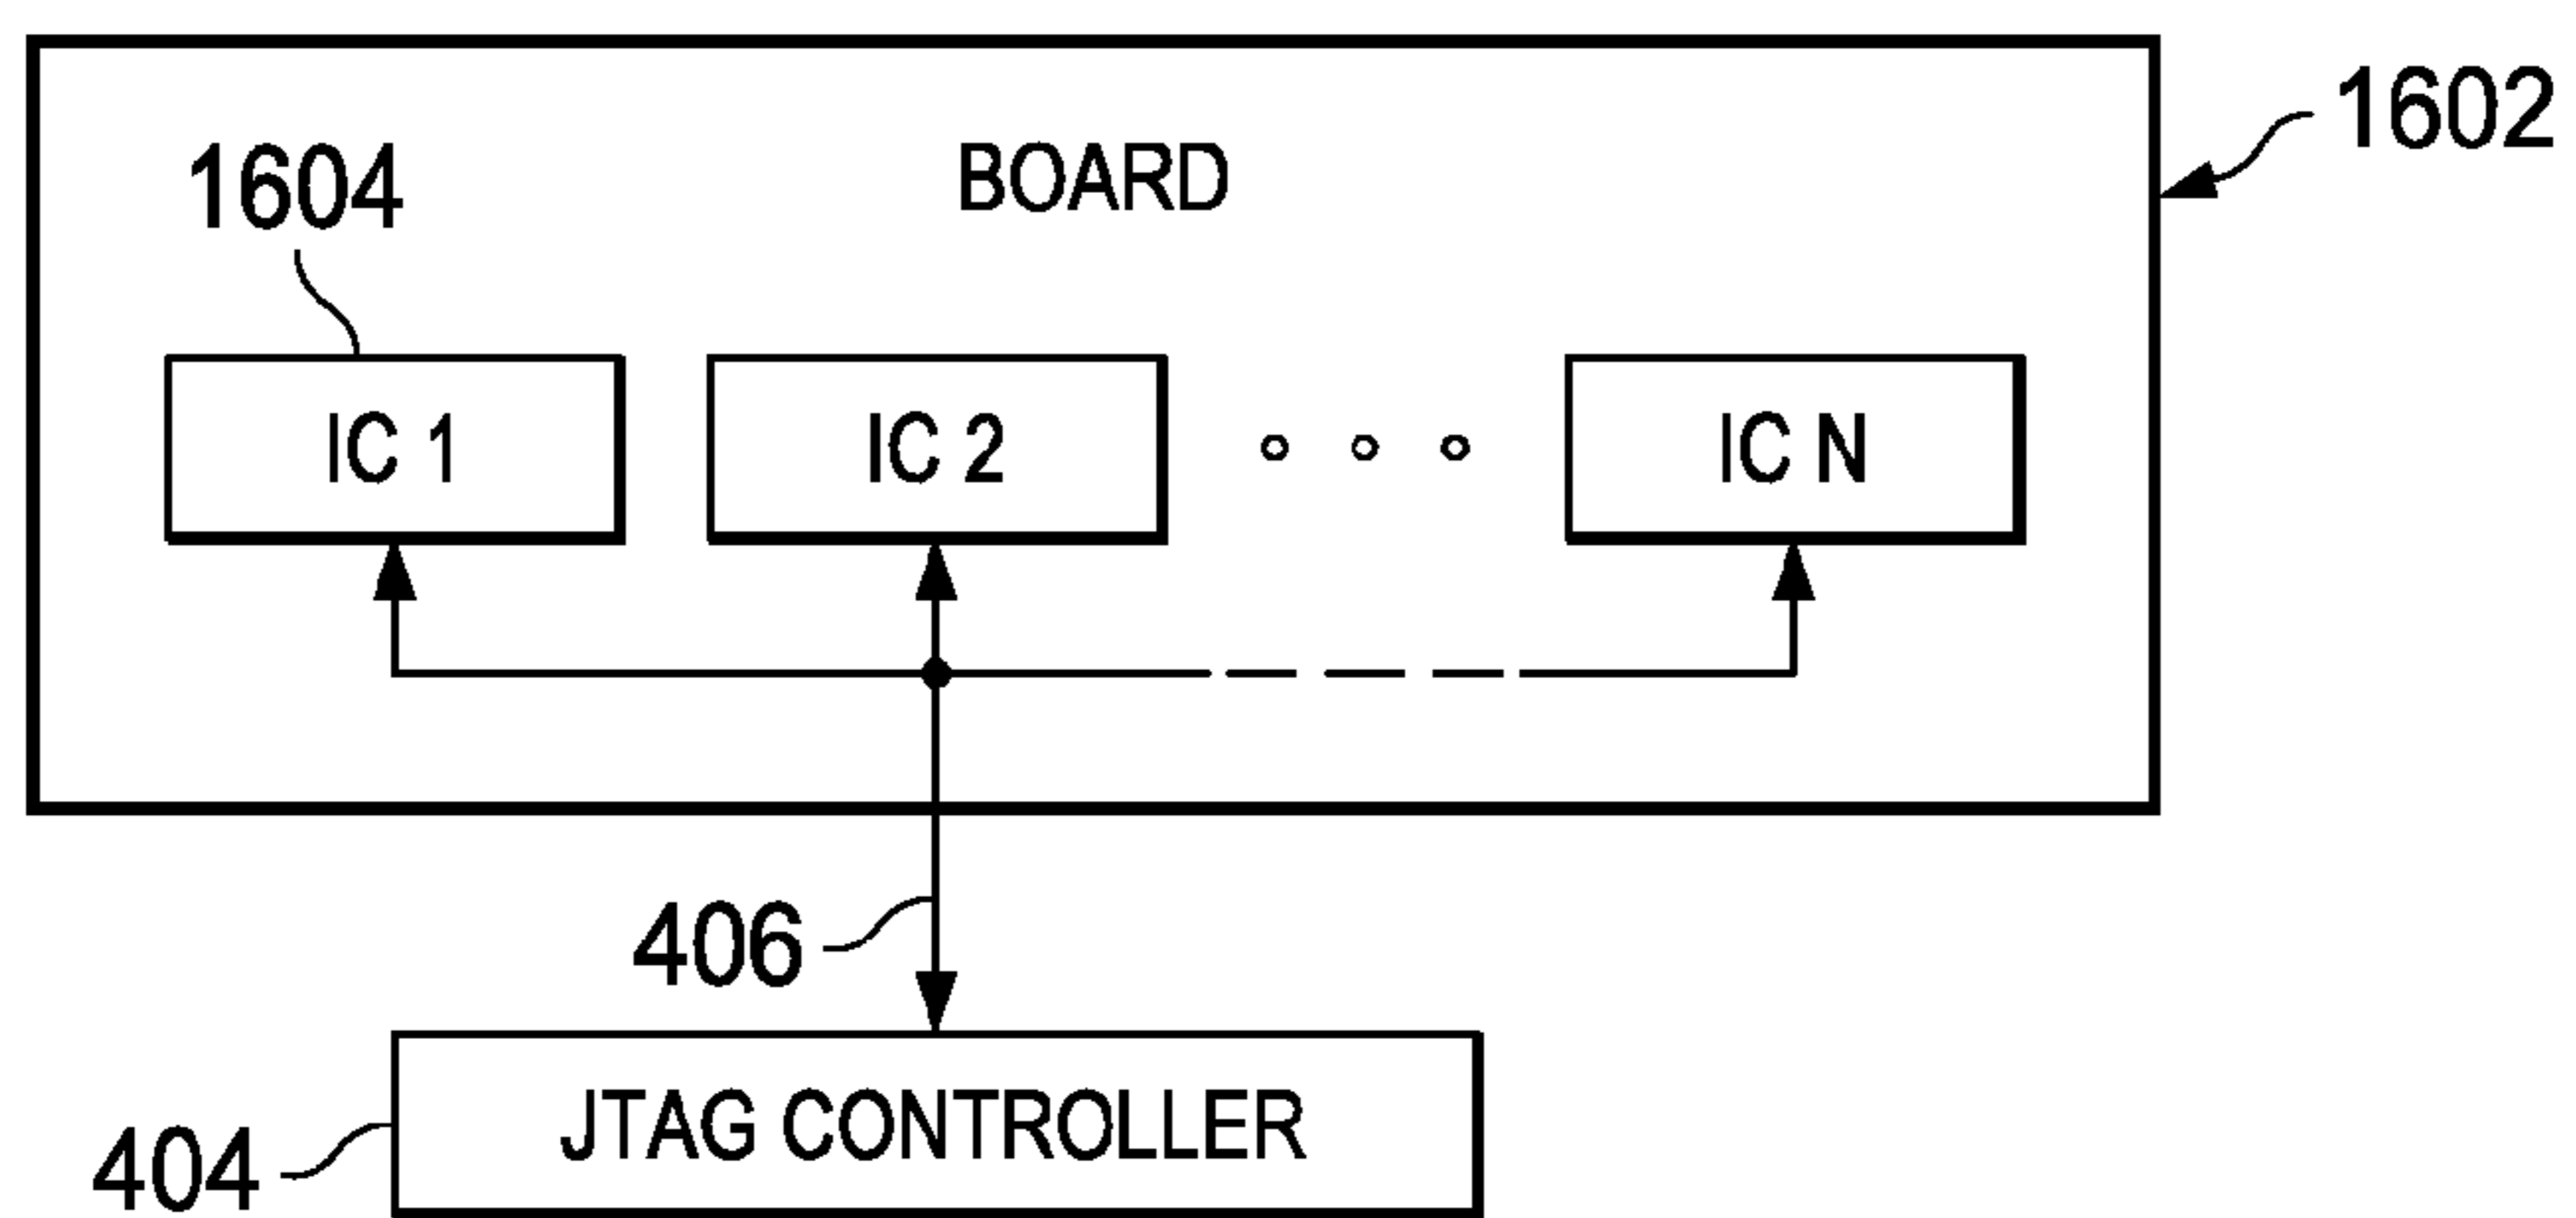 1602
BOARD
1604
IC 1
IC 2
IC N
406
JTAG CONTROLLER
404